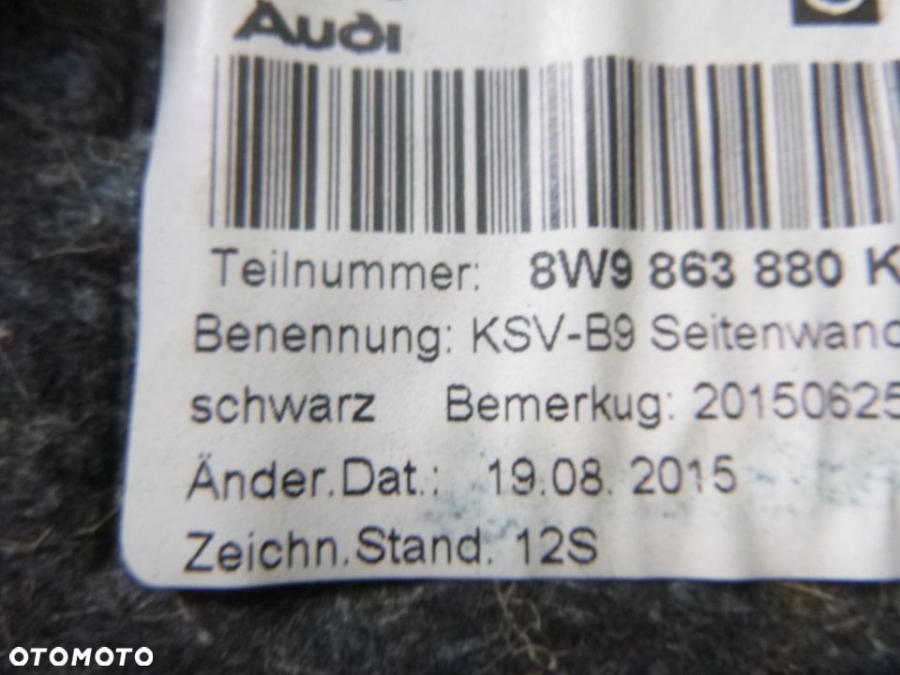 Audi
Teilnummer: 8W9 863 880 K
Benennung: KSV-B9 Seitenwand
schwarz Bemerkug: 20150625
Änder.Dat.: 19.08. 2015
Zeichn.Stand. 12S
OTOMOTO